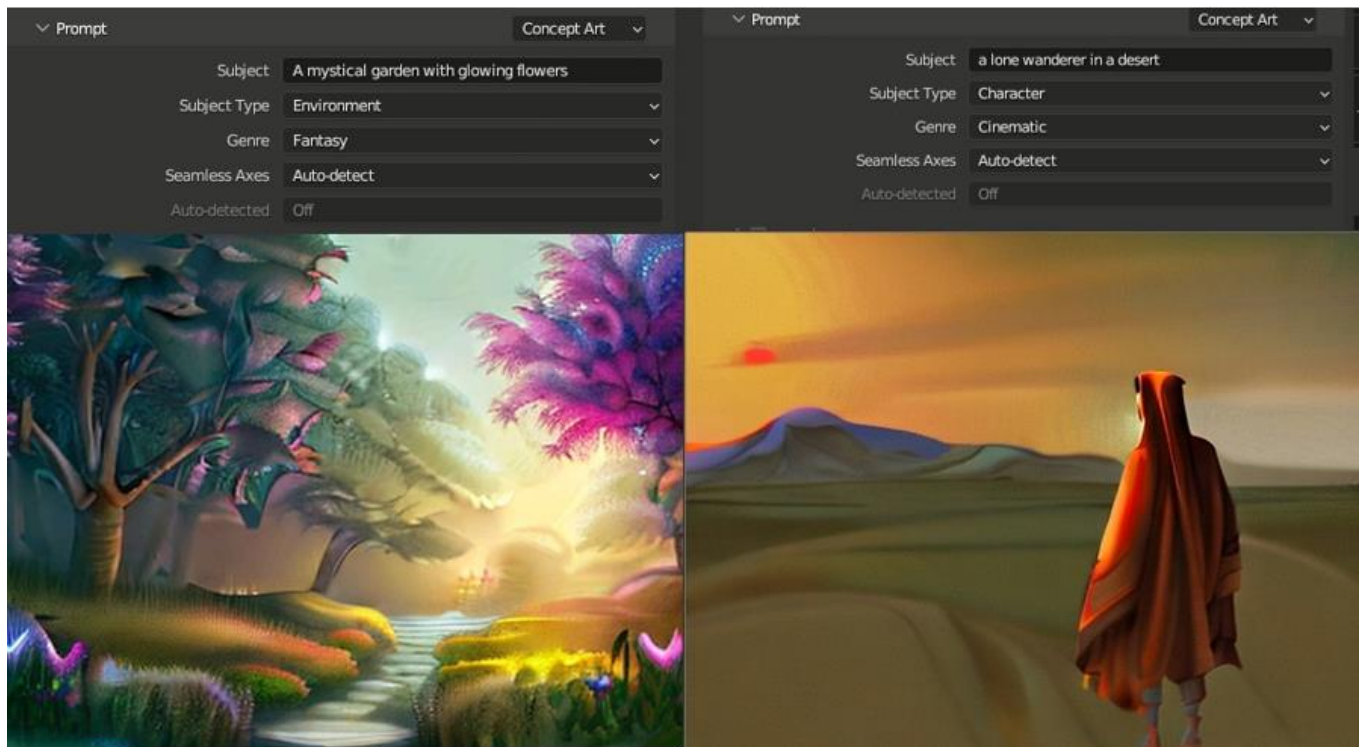 Prompt Concept Art
Subject A mystical garden with glowing flowers
Subject Type Environment
Genre Fantasy
Seamless Axes Auto-detect
Auto-detected Off
Prompt Concept Art
Subject a lone wanderer in a desert
Subject Type Character
Genre Cinematic
Seamless Axes Auto-detect
Auto-detected Off